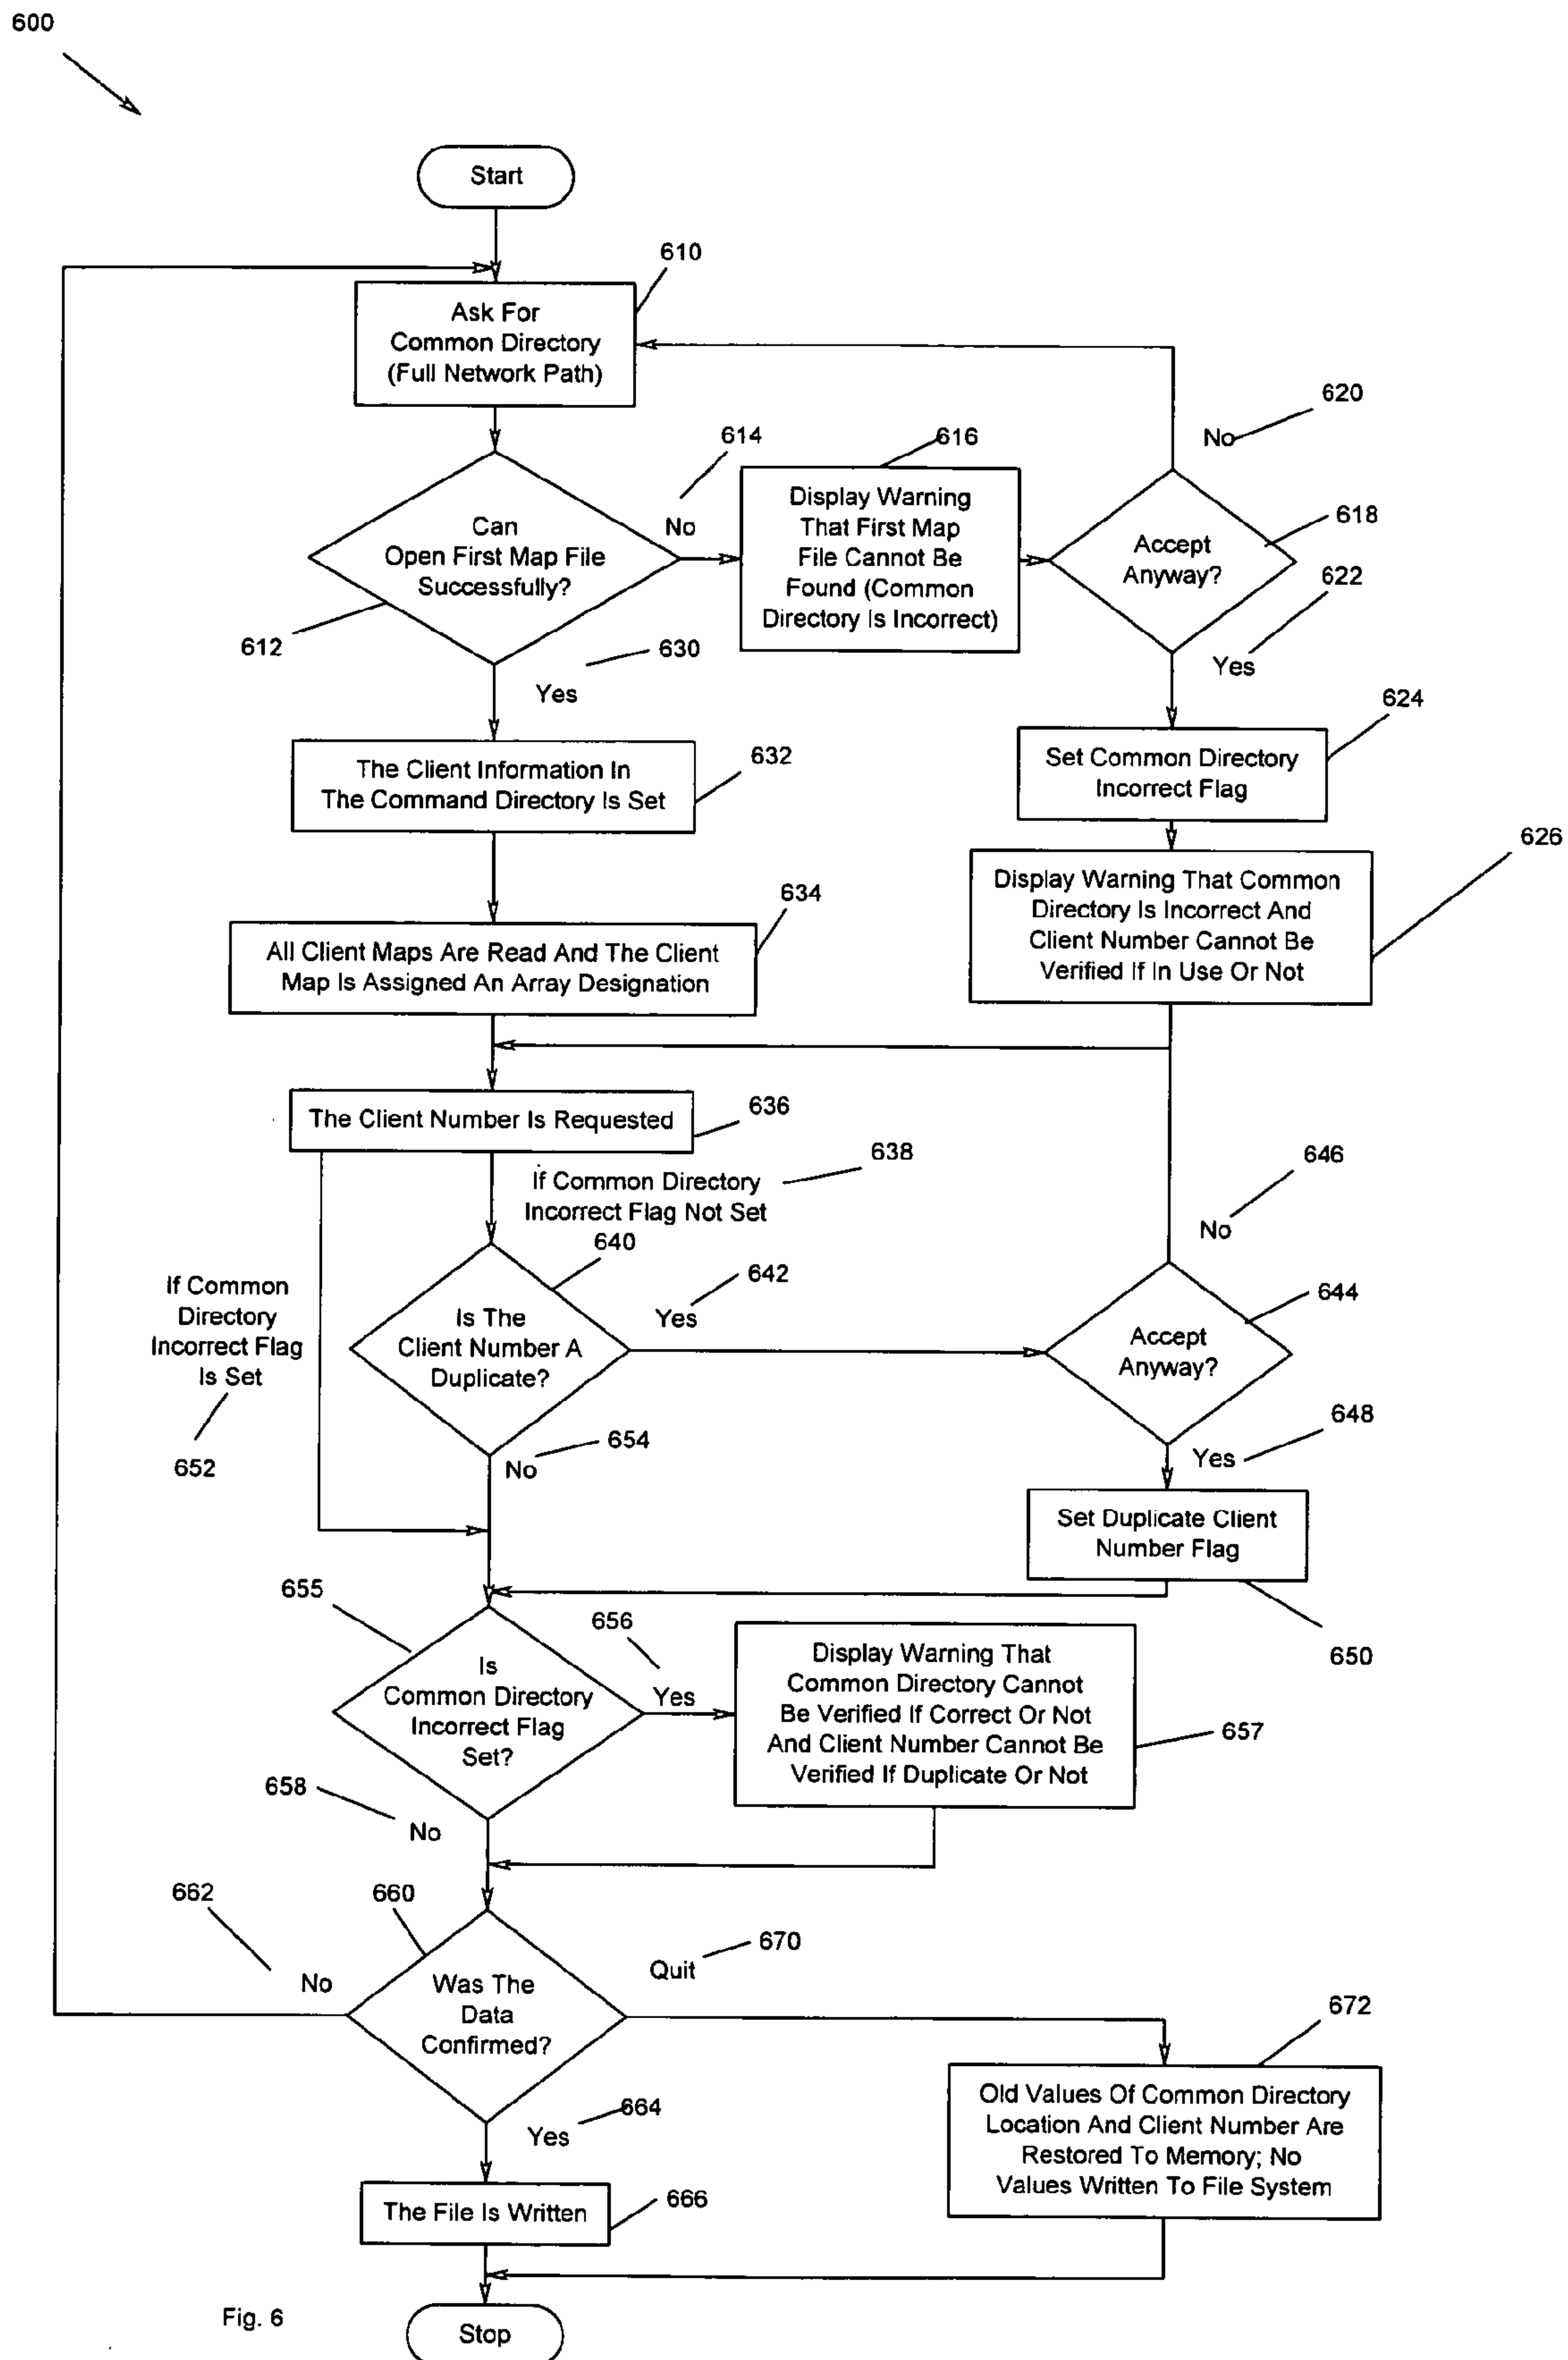 600
Start
610
Ask For
Common Directory
(Full Network Path)
620
No
614
616
No
Can
Open First Map File
Successfully?
612
Display Warning
That First Map
File Cannot Be
Found (Common
Directory Is Incorrect)
618
Accept
Anyway?
622
Yes
630
Yes
624
Set Common Directory
Incorrect Flag
632
The Client Information In
The Command Directory Is Set
626
Display Warning That Common
Directory Is Incorrect And
Client Number Cannot Be
Verified If In Use Or Not
634
All Client Maps Are Read And The Client
Map Is Assigned An Array Designation
636
The Client Number Is Requested
638
If Common Directory
Incorrect Flag Not Set
646
No
640
642
Yes
If Common
Directory
Incorrect Flag
Is Set
652
Is The
Client Number A
Duplicate?
644
Accept
Anyway?
654
No
648
Yes
Set Duplicate Client
Number Flag
650
655
656
Yes
Is
Common Directory
Incorrect Flag
Set?
Display Warning That
Common Directory Cannot
Be Verified If Correct Or Not
And Client Number Cannot Be
Verified If Duplicate Or Not
657
658
No
662
660
No
Quit
670
Was The
Data
Confirmed?
672
Old Values Of Common Directory
Location And Client Number Are
Restored To Memory; No
Values Written To File System
664
Yes
The File Is Written
666
Fig. 6
Stop